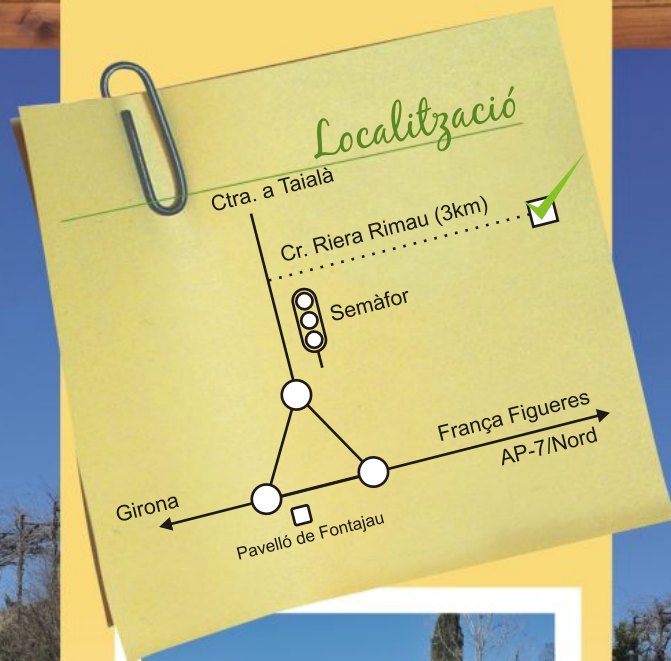 Localització
Ctra. a Taialà
Cr. Riera Rimau (3km)
Semàfor
França Figueres
AP-7/Nord
Girona
Pavelló de Fontajau